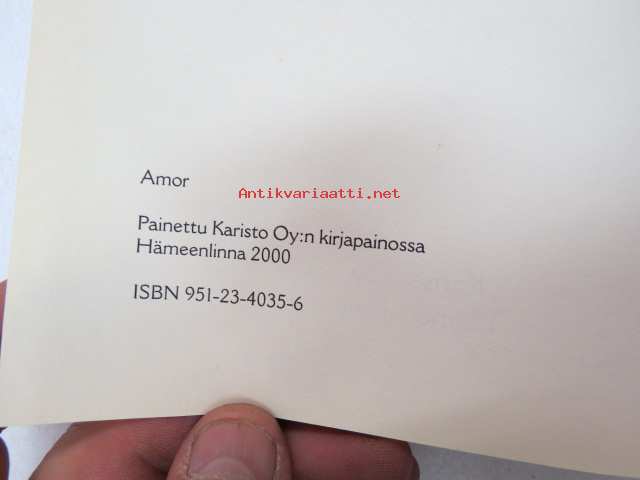 Amor
Antikvariaatti.net
Painettu Karisto Oy:n kirjapainossa
Hämeenlinna 2000
ISBN 951-23-4035-6